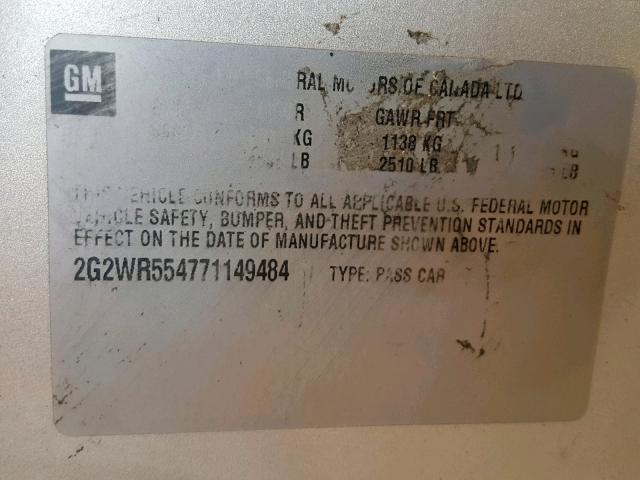 GM
OF CANADA LTD
R GAWR FRT
KG 1138 KG
LB 2510 LB LB
THIS VEHICLE CONFORMS TO ALL APPLICABLE U.S. FEDERAL MOTOR
VEHICLE SAFETY, BUMPER, AND THEFT PREVENTION STANDARDS IN
EFFECT ON THE DATE OF MANUFACTURE SHOWN ABOVE.
2G2WR554771149484 TYPE: PASS CAR